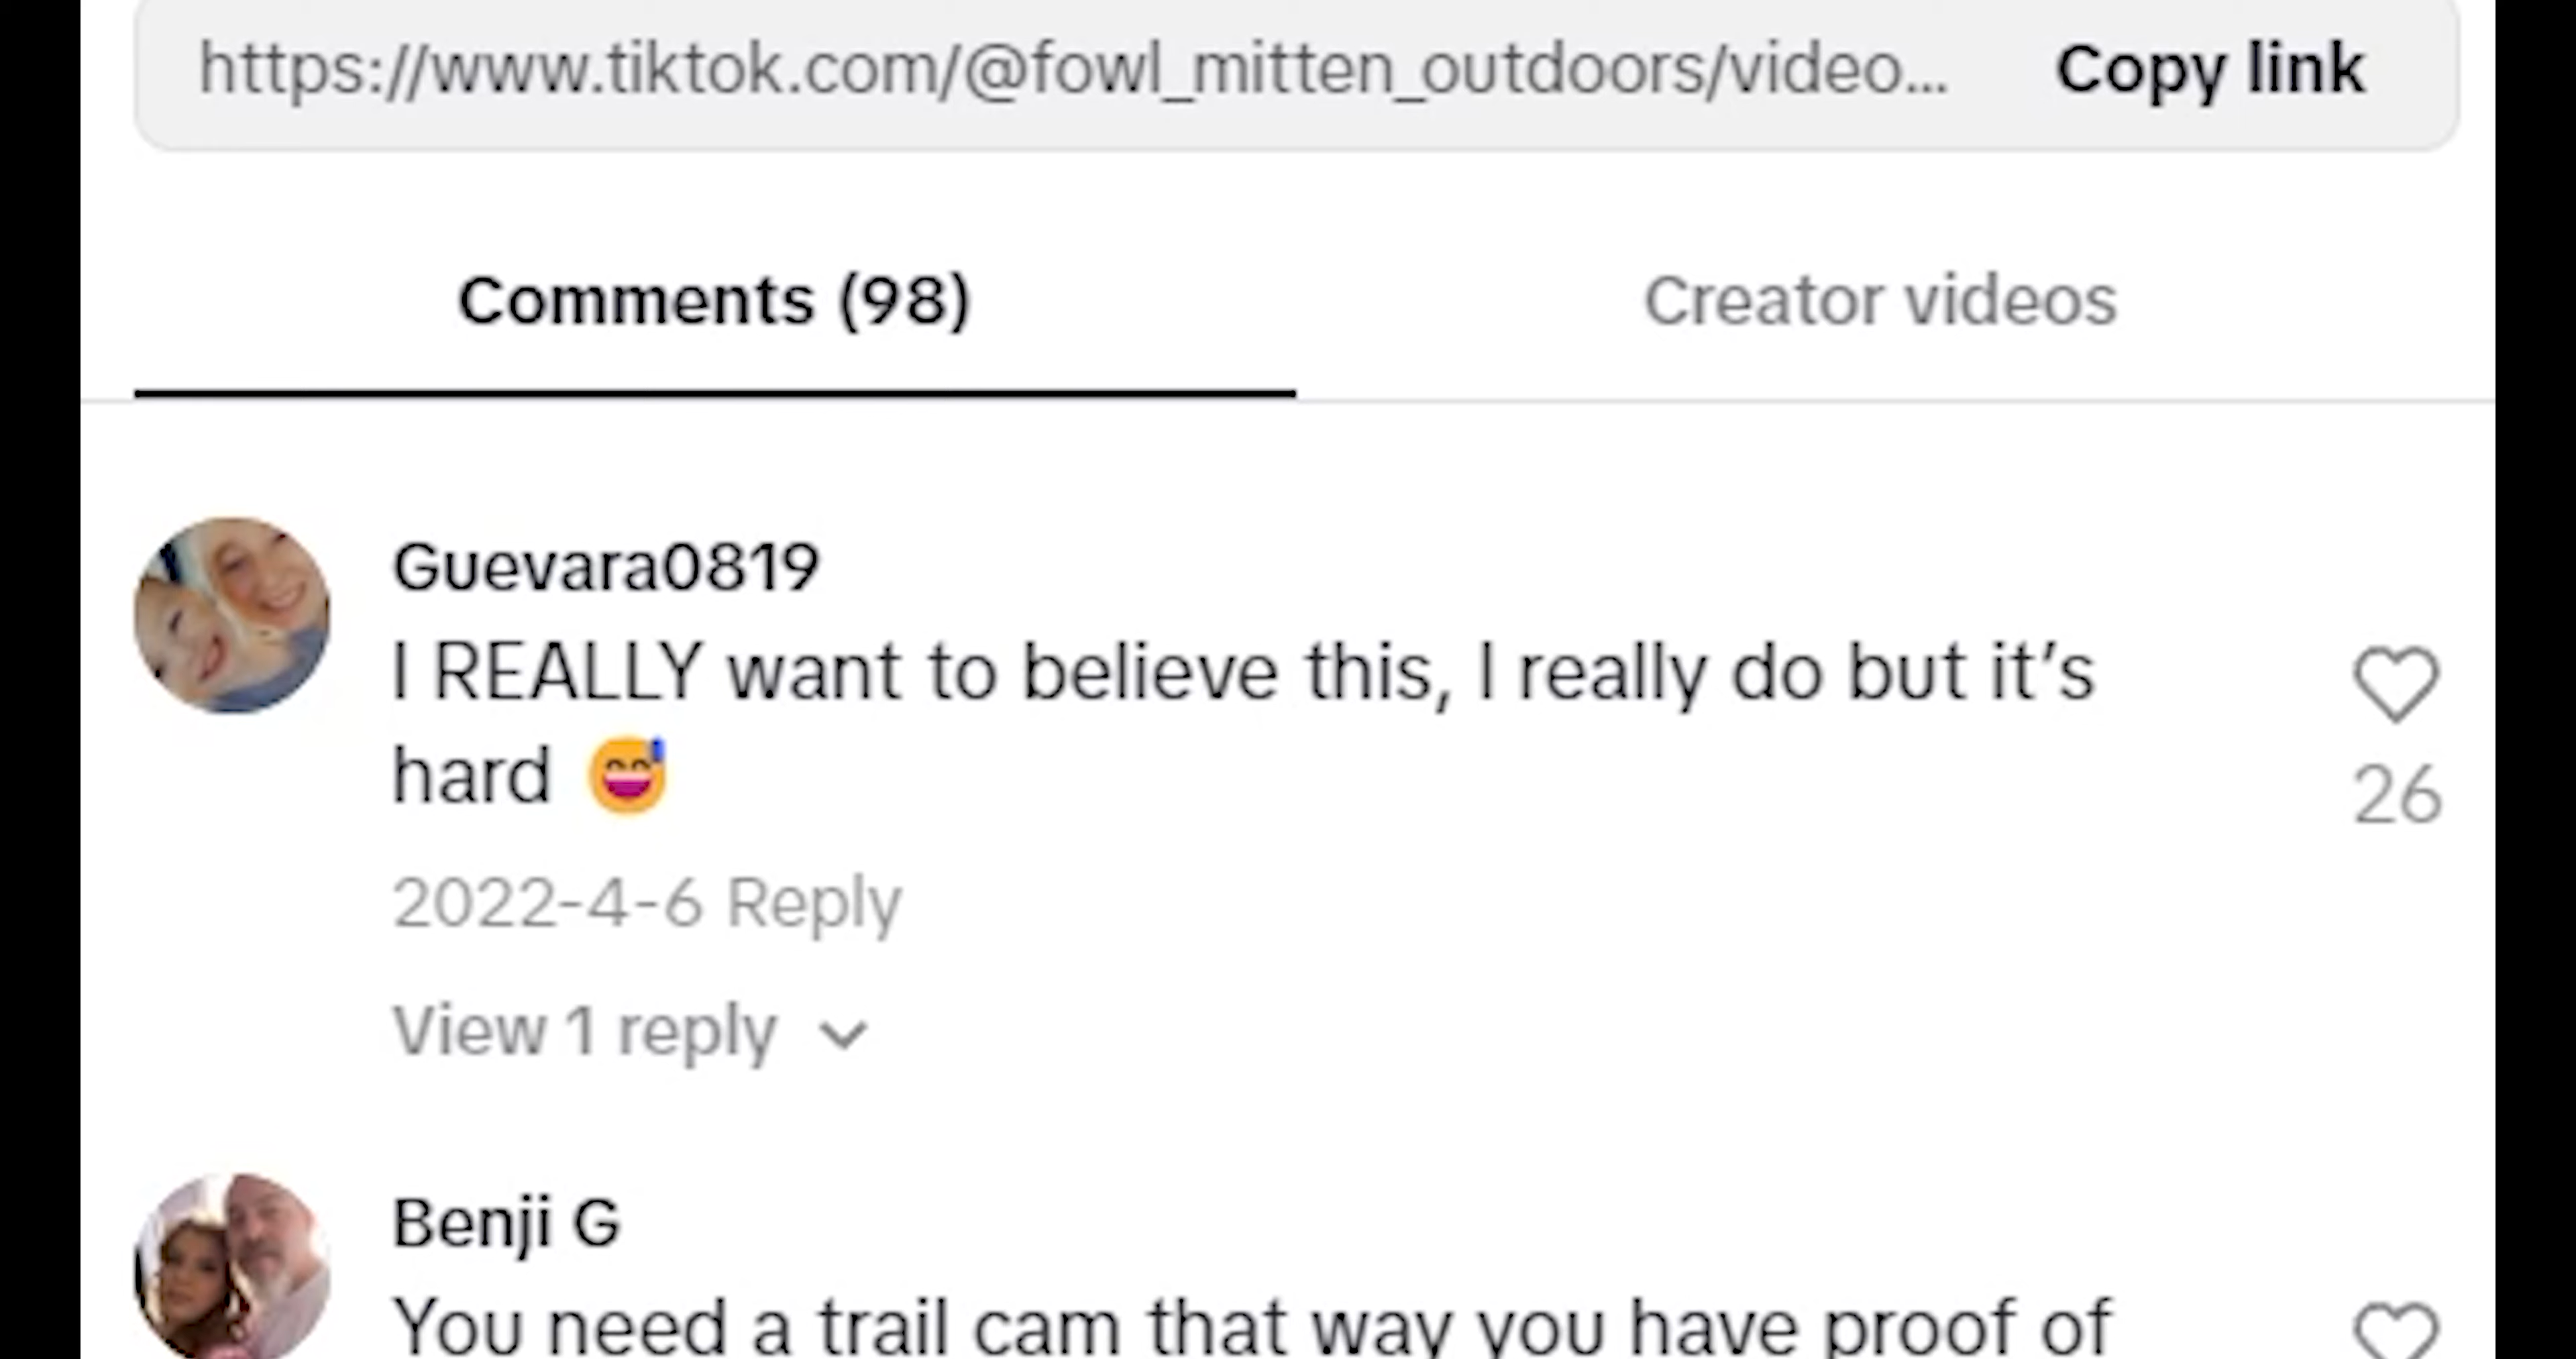 https://www.tiktok.com/@fowl_mitten_outdoors/video...
Copy link
Comments (98)
Creator videos
Guevara0819
I REALLY want to believe this, I really do but it’s
hard 😅
26
2022-4-6 Reply
View 1 reply
Benji G
You need a trail cam that way you have proof of